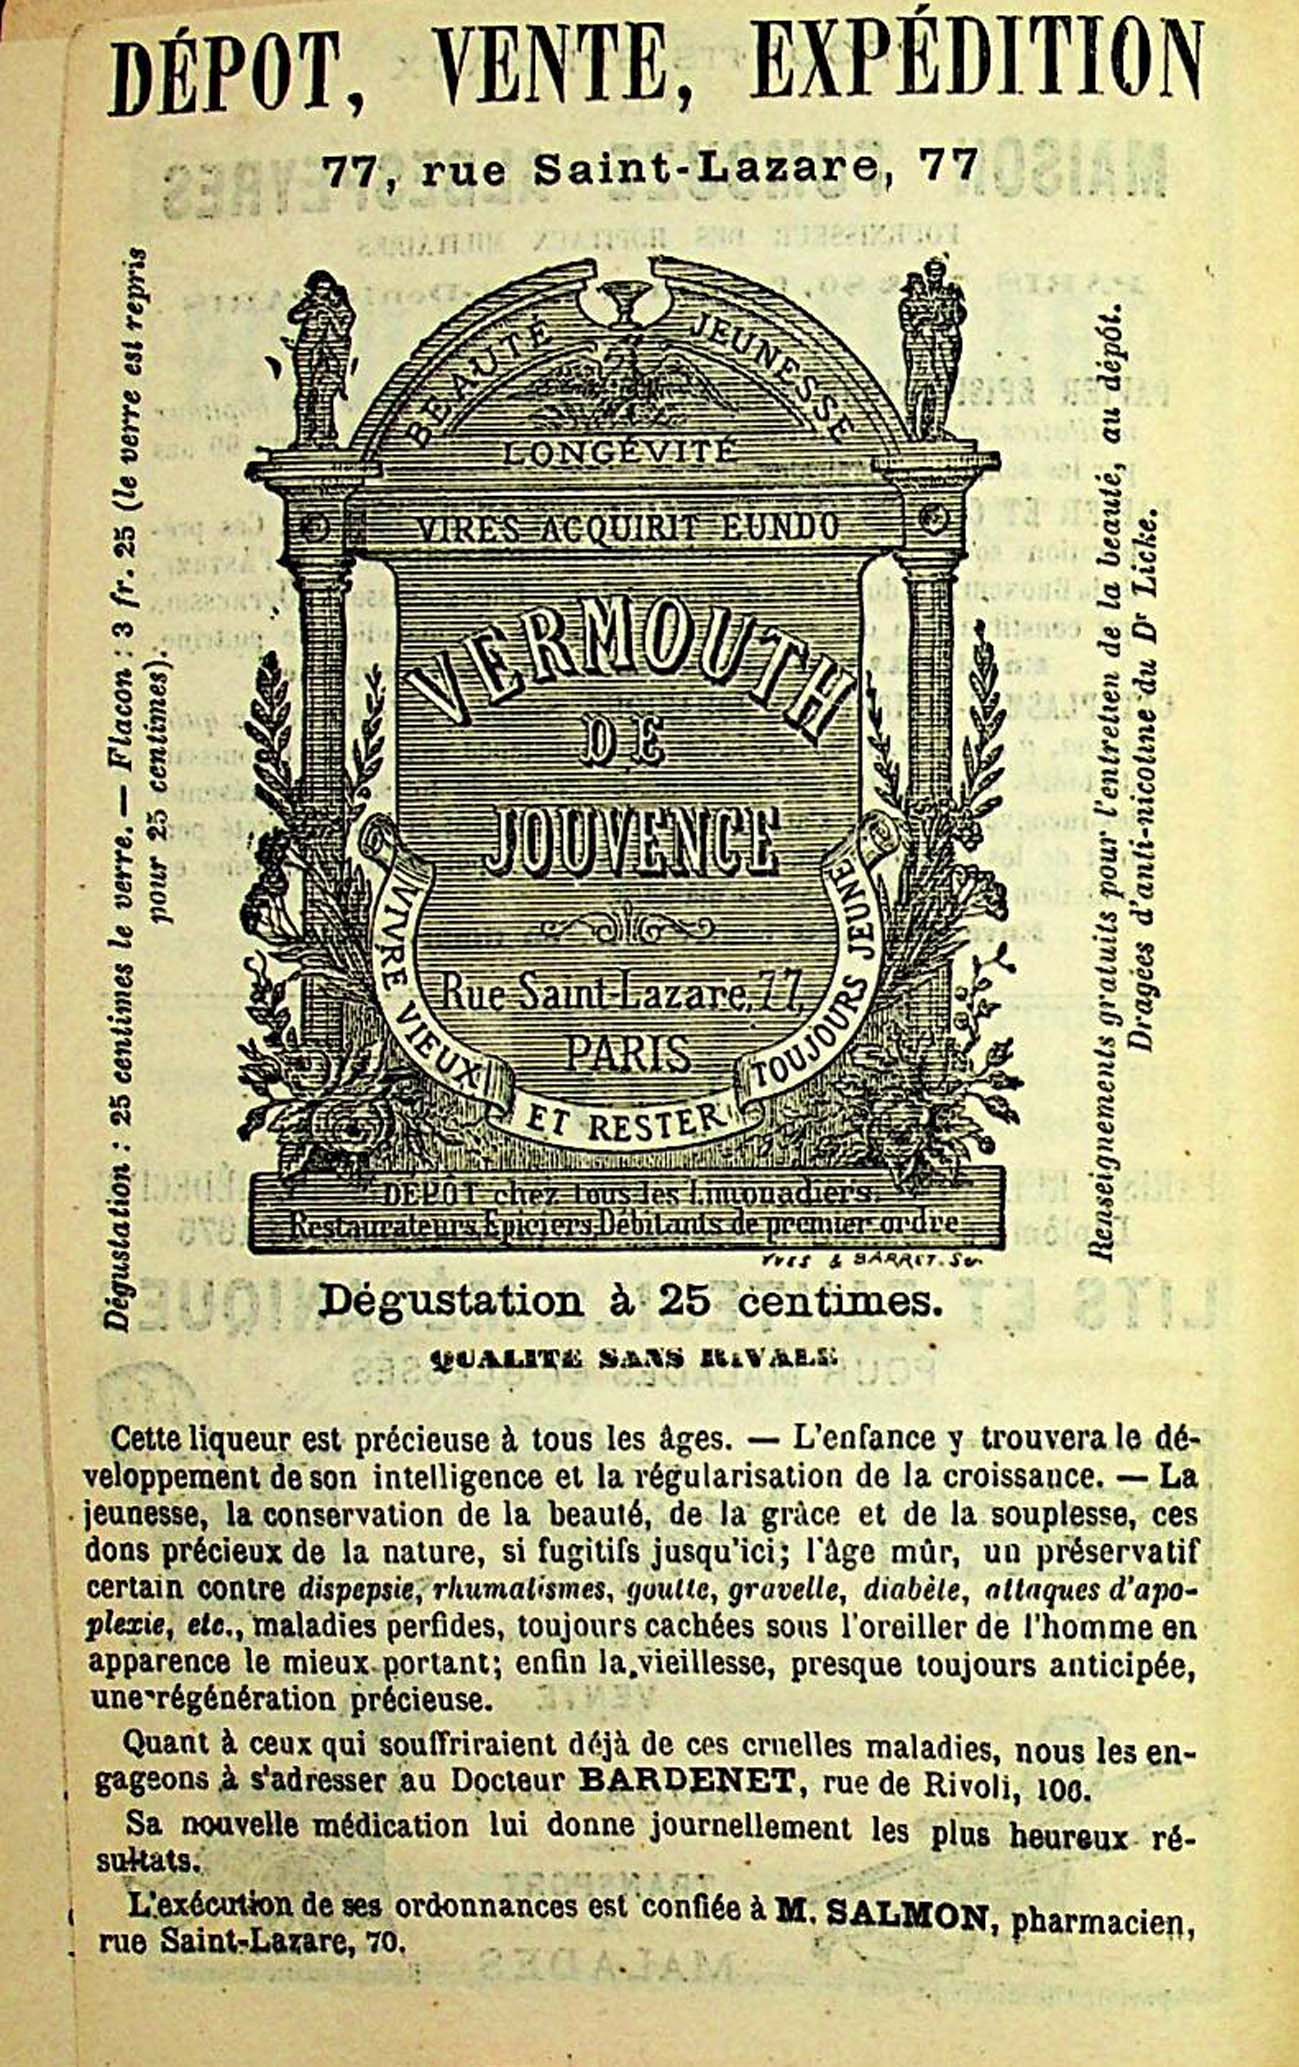 DÉPOT, VENTE, EXPÉDITION
77, rue Saint-Lazare, 77
Dégustation : 25 centimes le verre. — Flacon : 3 fr. 25 (le verre est repris
pour 25 centimes).
BEAUTÉ JEUNESSE
LONGÉVITÉ
VIRES ACQUIRIT EUNDO
VERMOUTH
DE
JOUVENCE
Rue Saint-Lazare, 77,
PARIS
VIVRE VIEUX ET RESTER TOUJOURS JEUNE
DÉPÔT chez tous les Limonadiers,
Restaurateurs, Epiciers, Débitants de premier ordre
YVES & BARRET. Sc.
Renseignements gratuits pour l'entretien de la beauté, au dépôt.
Dragées d'anti-nicotine du Dr Licke.
Dégustation à 25 centimes.
QUALITÉ SANS RIVALE
Cette liqueur est précieuse à tous les âges. — L'enfance y trouvera le dé-
veloppement de son intelligence et la régularisation de la croissance. — La
jeunesse, la conservation de la beauté, de la grâce et de la souplesse, ces
dons précieux de la nature, si fugitifs jusqu'ici; l'âge mûr, un préservatif
certain contre dispepsie, rhumatismes, goutte, gravelle, diabète, attaques d'apo-
plexie, etc., maladies perfides, toujours cachées sous l'oreiller de l'homme en
apparence le mieux portant; enfin la vieillesse, presque toujours anticipée,
une régénération précieuse.
Quant à ceux qui souffriraient déjà de ces cruelles maladies, nous les en-
gageons à s'adresser au Docteur BARDENET, rue de Rivoli, 106.
Sa nouvelle médication lui donne journellement les plus heureux ré-
sultats.
L'exécution de ses ordonnances est confiée à M. SALMON, pharmacien,
rue Saint-Lazare, 70.